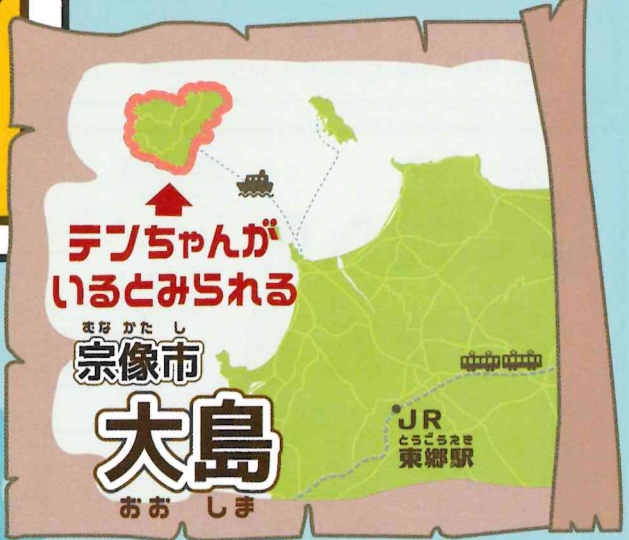 テンちゃんが
いるとみられる
むなかたし
宗像市
大島
おおしま
JR
とうごうえき
東郷駅